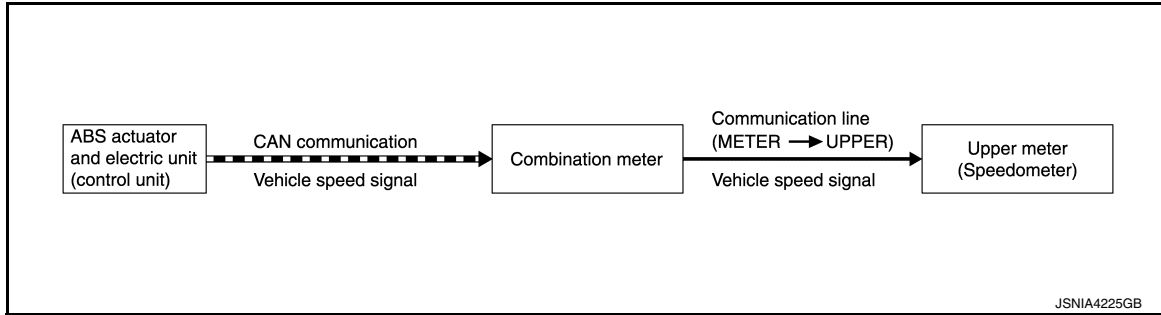 ABS actuator
and electric unit
(control unit)
CAN communication
Vehicle speed signal
Combination meter
Communication line
(METER → UPPER)
Vehicle speed signal
Upper meter
(Speedometer)
JSNIA4225GB